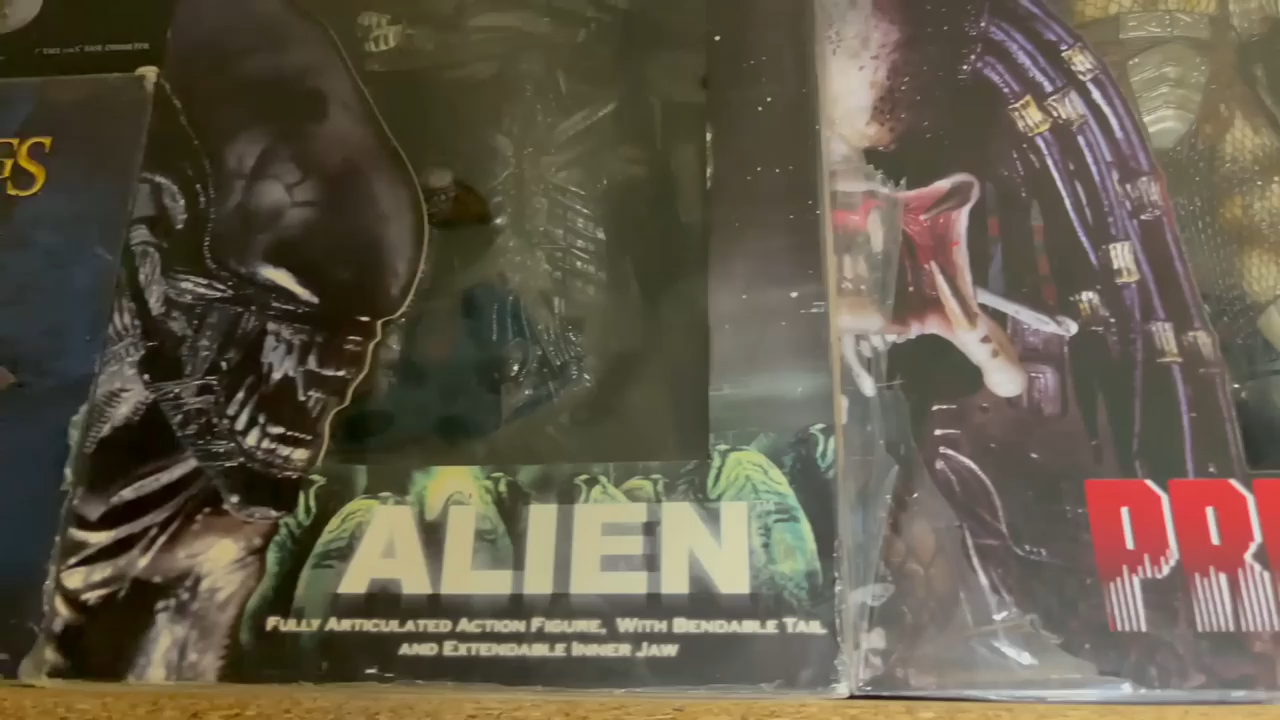 GS
ALIEN
FULLY ARTICULATED ACTION FIGURE, WITH BENDABLE TAIL
AND EXTENDABLE INNER JAW
PR